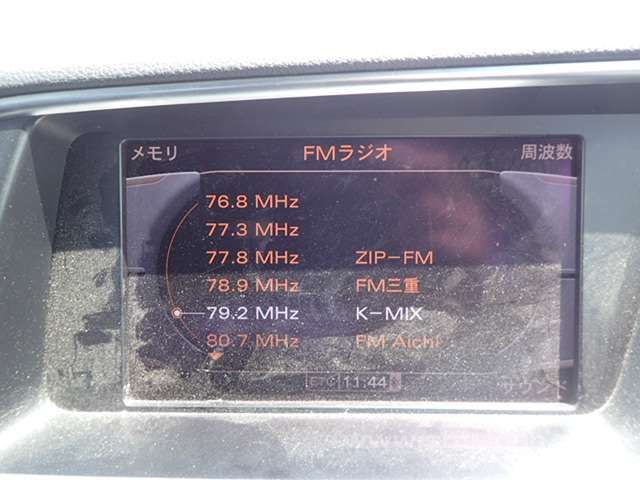 メモリ FMラジオ 周波数
76.8 MHz
77.3 MHz
77.8 MHz ZIP-FM
78.9 MHz FM三重
79.2 MHz K-MIX
80.7 MHz FM Aichi
ETC 11:44
サウンド